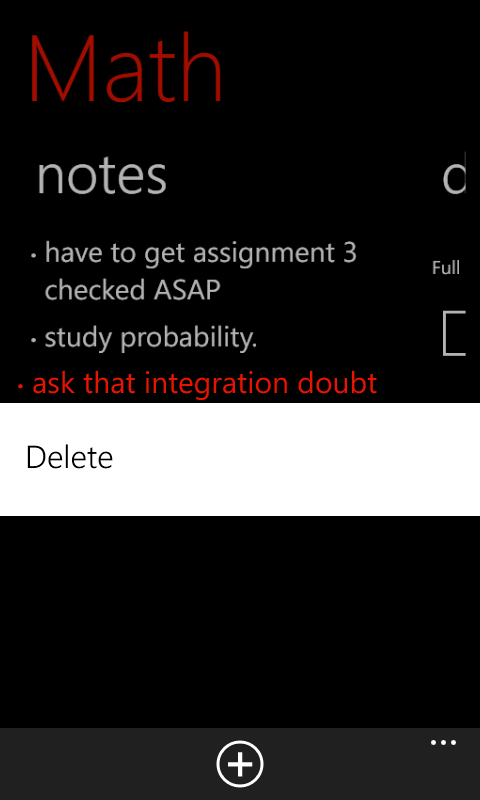 Math
notes
• have to get assignment 3
checked ASAP
• study probability.
• ask that integration doubt
Full
Delete